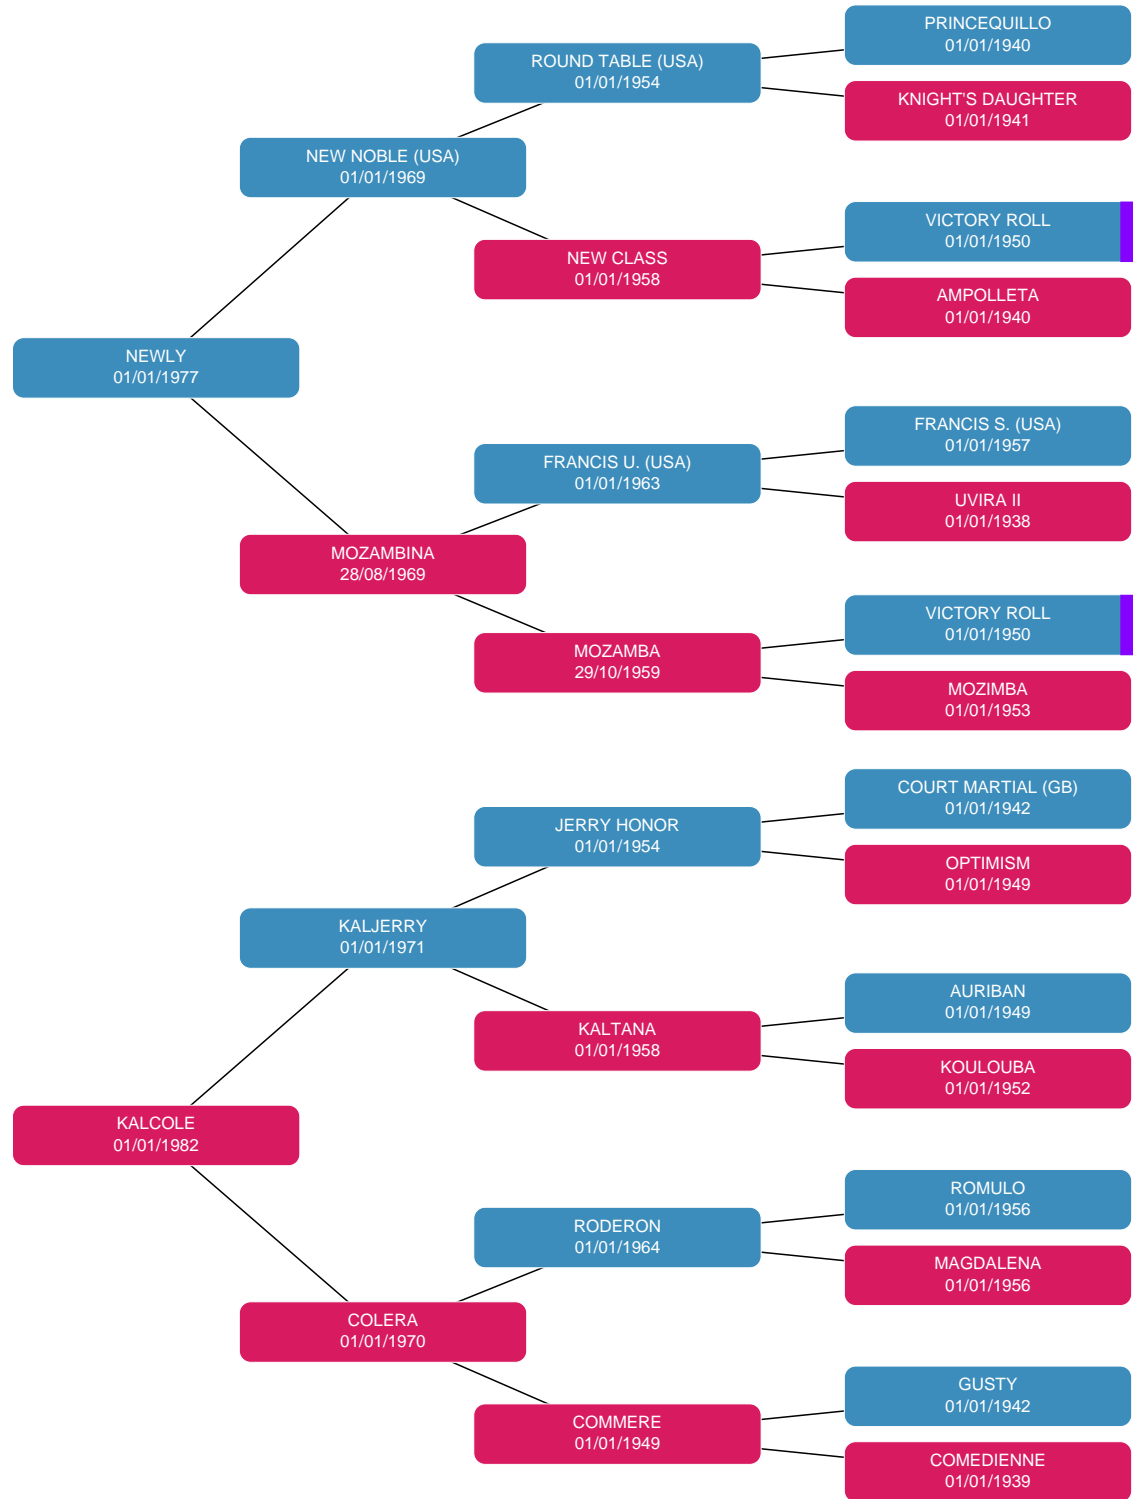 PRINCEQUILLO
01/01/1940
ROUND TABLE (USA)
01/01/1954
KNIGHT'S DAUGHTER
01/01/1941
NEW NOBLE (USA)
01/01/1969
VICTORY ROLL
01/01/1950
NEW CLASS
01/01/1958
AMPOLLETA
01/01/1940
NEWLY
01/01/1977
FRANCIS S. (USA)
01/01/1957
FRANCIS U. (USA)
01/01/1963
UVIRA II
01/01/1938
MOZAMBINA
28/08/1969
VICTORY ROLL
01/01/1950
MOZAMBA
29/10/1959
MOZIMBA
01/01/1953
COURT MARTIAL (GB)
01/01/1942
JERRY HONOR
01/01/1954
OPTIMISM
01/01/1949
KALJERRY
01/01/1971
AURIBAN
01/01/1949
KALTANA
01/01/1958
KOULOUBA
01/01/1952
KALCOLE
01/01/1982
ROMULO
01/01/1956
RODERON
01/01/1964
MAGDALENA
01/01/1956
COLERA
01/01/1970
GUSTY
01/01/1942
COMMERE
01/01/1949
COMEDIENNE
01/01/1939